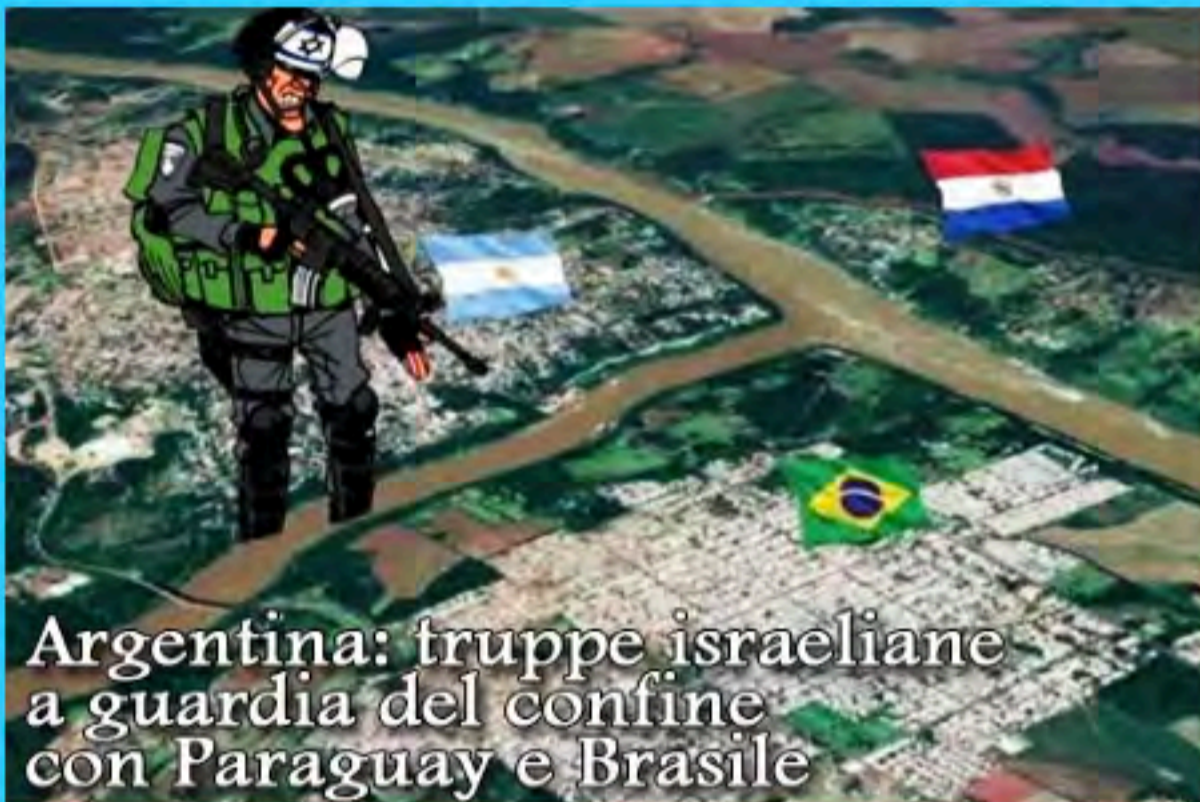 Argentina: truppe israeliane
a guardia del confine
con Paraguay e Brasile